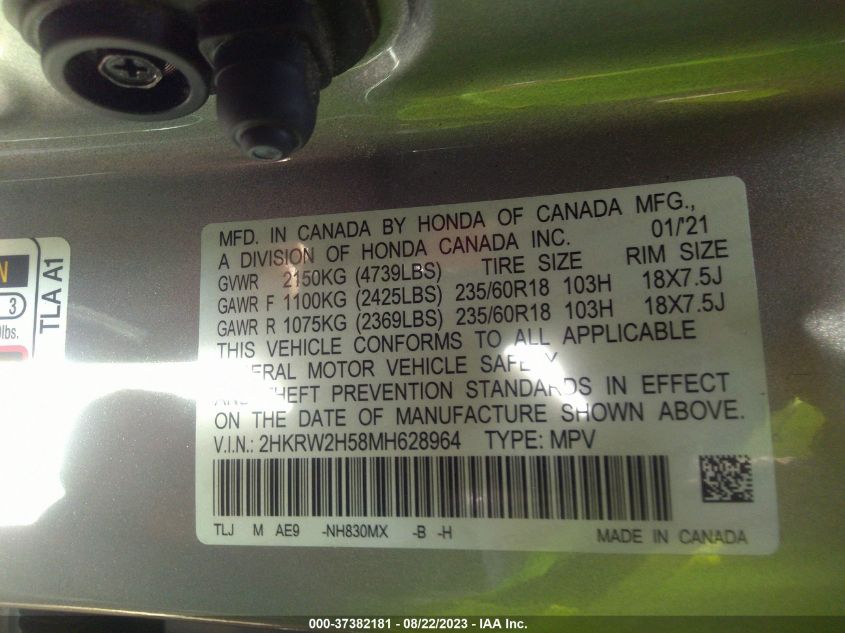 MFD. IN CANADA BY HONDA OF CANADA MFG.,
A DIVISION OF HONDA CANADA INC. 01/'21
GVWR 2150KG (4739LBS) TIRE SIZE RIM SIZE
GAWR F 1100KG (2425LBS) 235/60R18 103H 18X7.5J
GAWR R 1075KG (2369LBS) 235/60R18 103H 18X7.5J
THIS VEHICLE CONFORMS TO ALL APPLICABLE
MOTOR VEHICLE SAFETY
AND THEFT PREVENTION STANDARDS IN EFFECT
ON THE DATE OF MANUFACTURE SHOWN ABOVE.
V.I.N.: 2HKRW2H58MH628964 TYPE: MPV
TLJ M AE9 -NH830MX -B -H MADE IN CANADA
N
3
lbs.
TLA A1
000-37382181 - 08/22/2023 - IAA Inc.